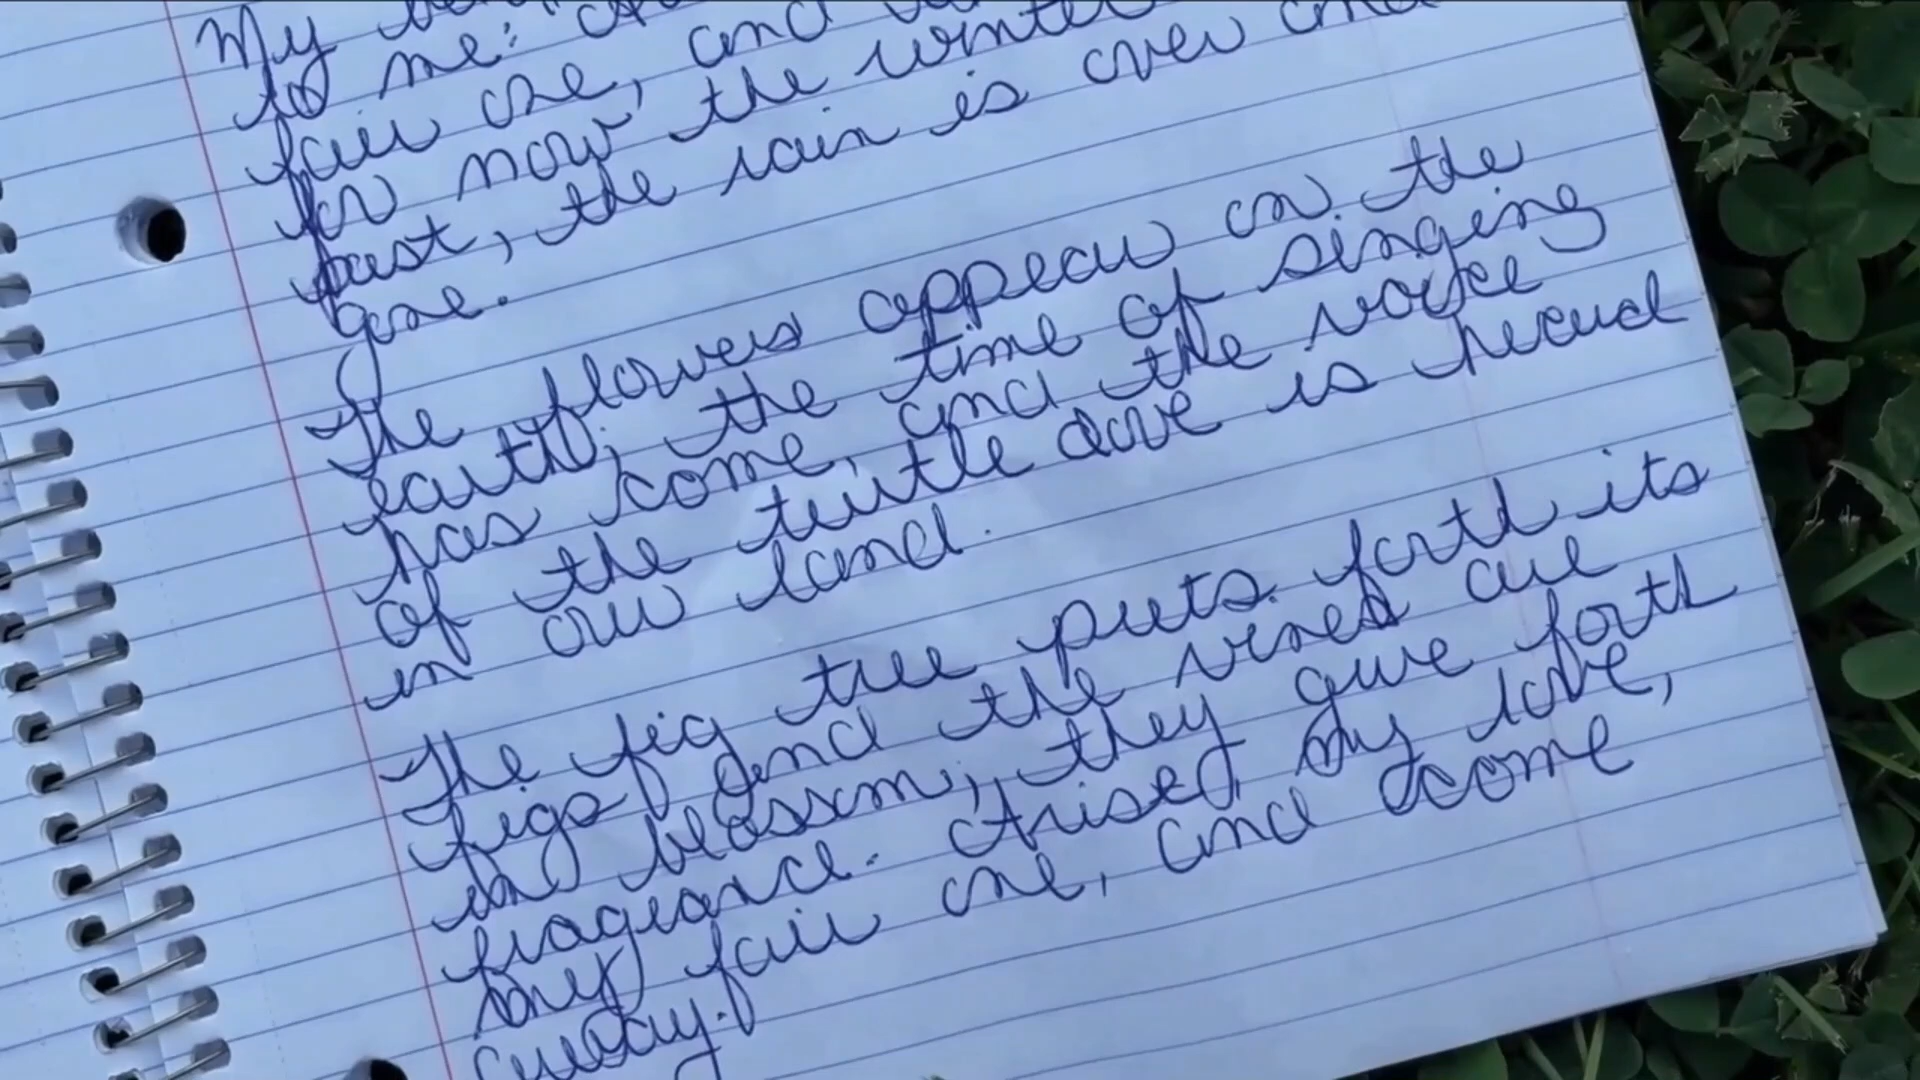 My
to me:
fair one, and
for now the winter
past, the rain is over and
gone.
The flowers appear on the
earth; the time of singing
has come, and the voice
of the turtle dove is heard
in our land.
The fig tree puts forth its
figs and the vines are
in blossom; they give forth
fragrance. Arise, my love,
my fair one, and come
away.